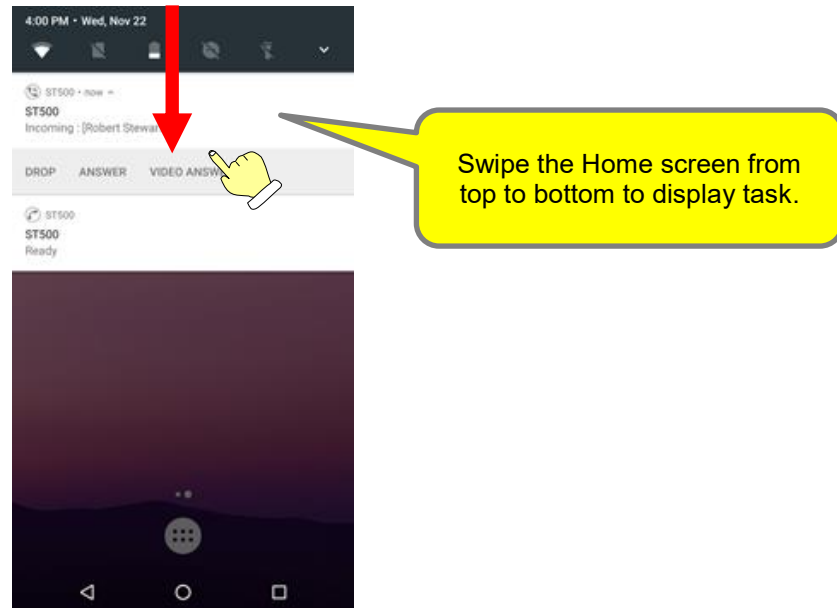 4:00 PM • Wed, Nov 22
ST500 • now
ST500
Incoming : [Robert Stewar
DROP ANSWER VIDEO ANSW
ST500
ST500
Ready
Swipe the Home screen from
top to bottom to display task.